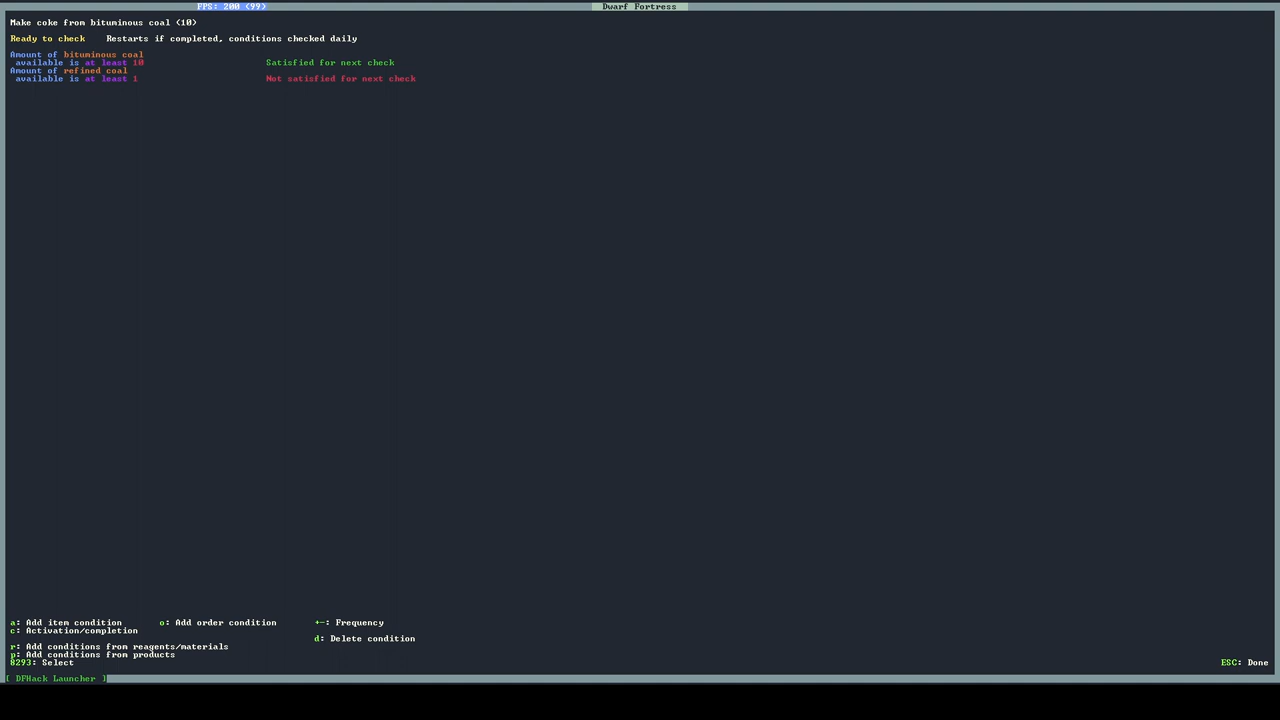 FPS: 200 (99)
Dwarf Fortress
Make coke from bituminous coal (10)
Ready to check Restarts if completed, conditions checked daily
Amount of bituminous coal
available is at least 10 Satisfied for next check
Amount of refined coal
available is at least 1 Not satisfied for next check
a: Add item condition o: Add order condition +-: Frequency
c: Activation/completion
d: Delete condition
r: Add conditions from reagents/materials
p: Add conditions from products
8293: Select ESC: Done
[ DFHack Launcher ]